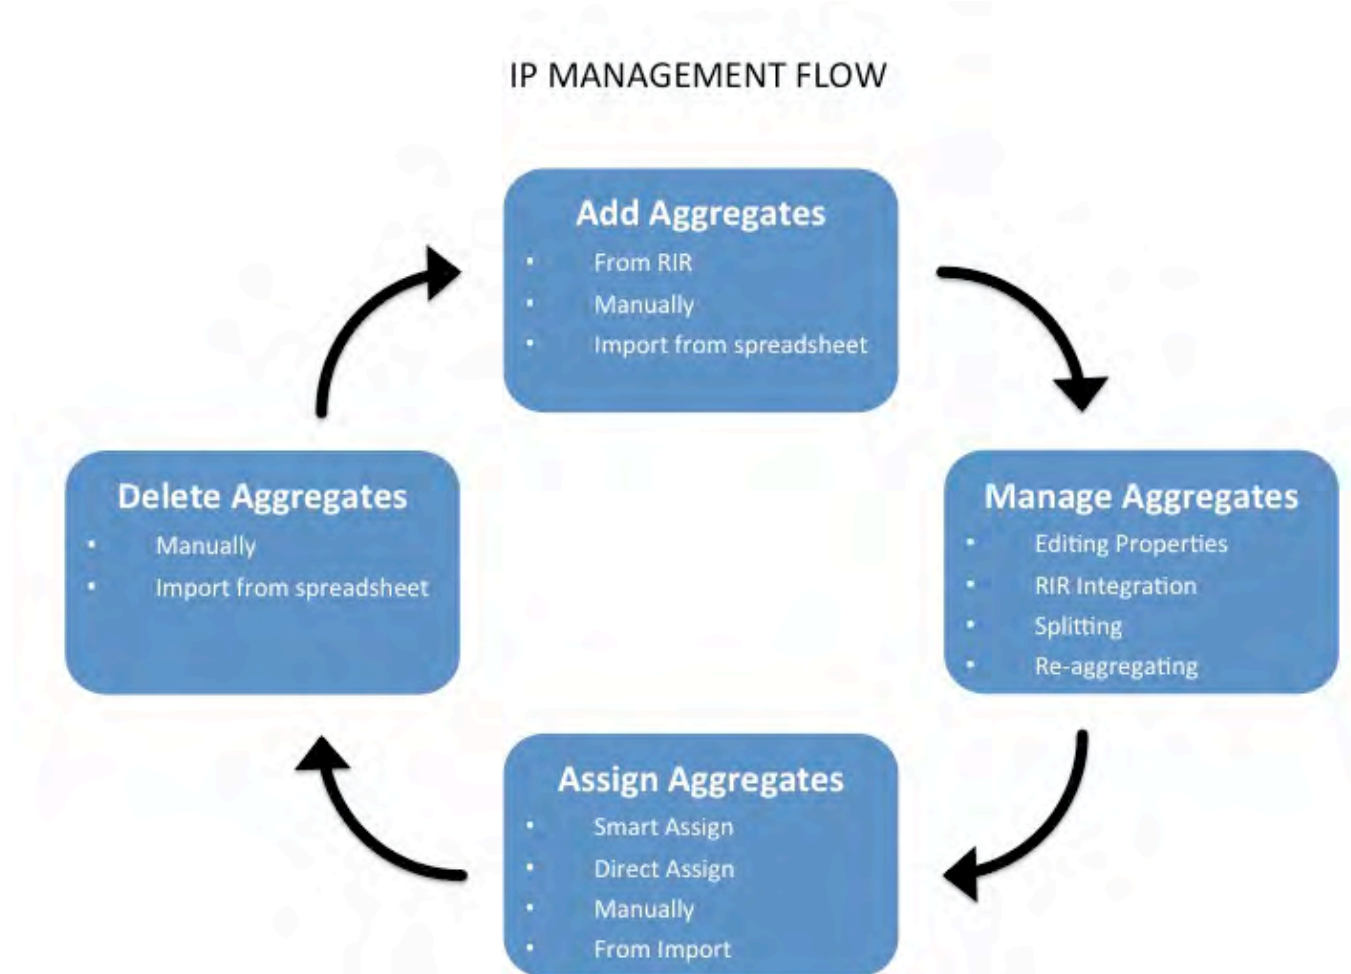 IP MANAGEMENT FLOW
Add Aggregates
• From RIR
• Manually
• Import from spreadsheet
Delete Aggregates
• Manually
• Import from spreadsheet
Manage Aggregates
• Editing Properties
• RIR Integration
• Splitting
• Re-aggregating
Assign Aggregates
• Smart Assign
• Direct Assign
• Manually
• From Import